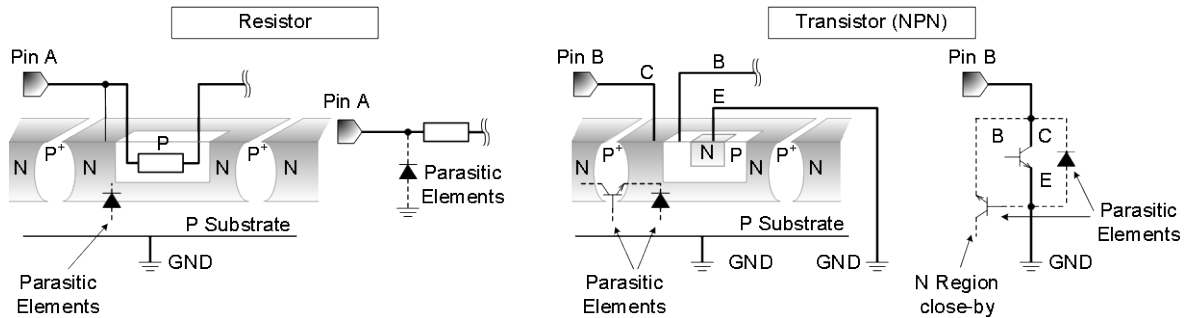 Resistor
Pin A
P
N
P+
N
P+
N
N
P Substrate
GND
Parasitic
Elements
Pin A
Parasitic
Elements
Transistor (NPN)
Pin B
C
B
E
N
P+
N
N
P
P+
N
N
P Substrate
GND
GND
Parasitic
Elements
Pin B
B
C
E
Parasitic
Elements
GND
N Region
close-by